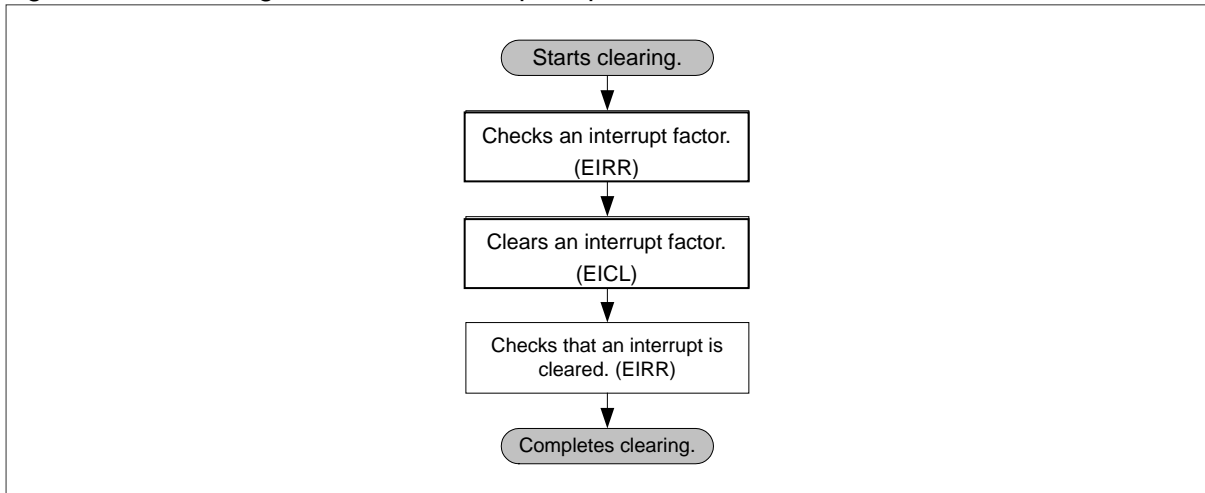 Starts clearing.
Checks an interrupt factor.
(EIRR)
Clears an interrupt factor.
(EICL)
Checks that an interrupt is
cleared. (EIRR)
Completes clearing.